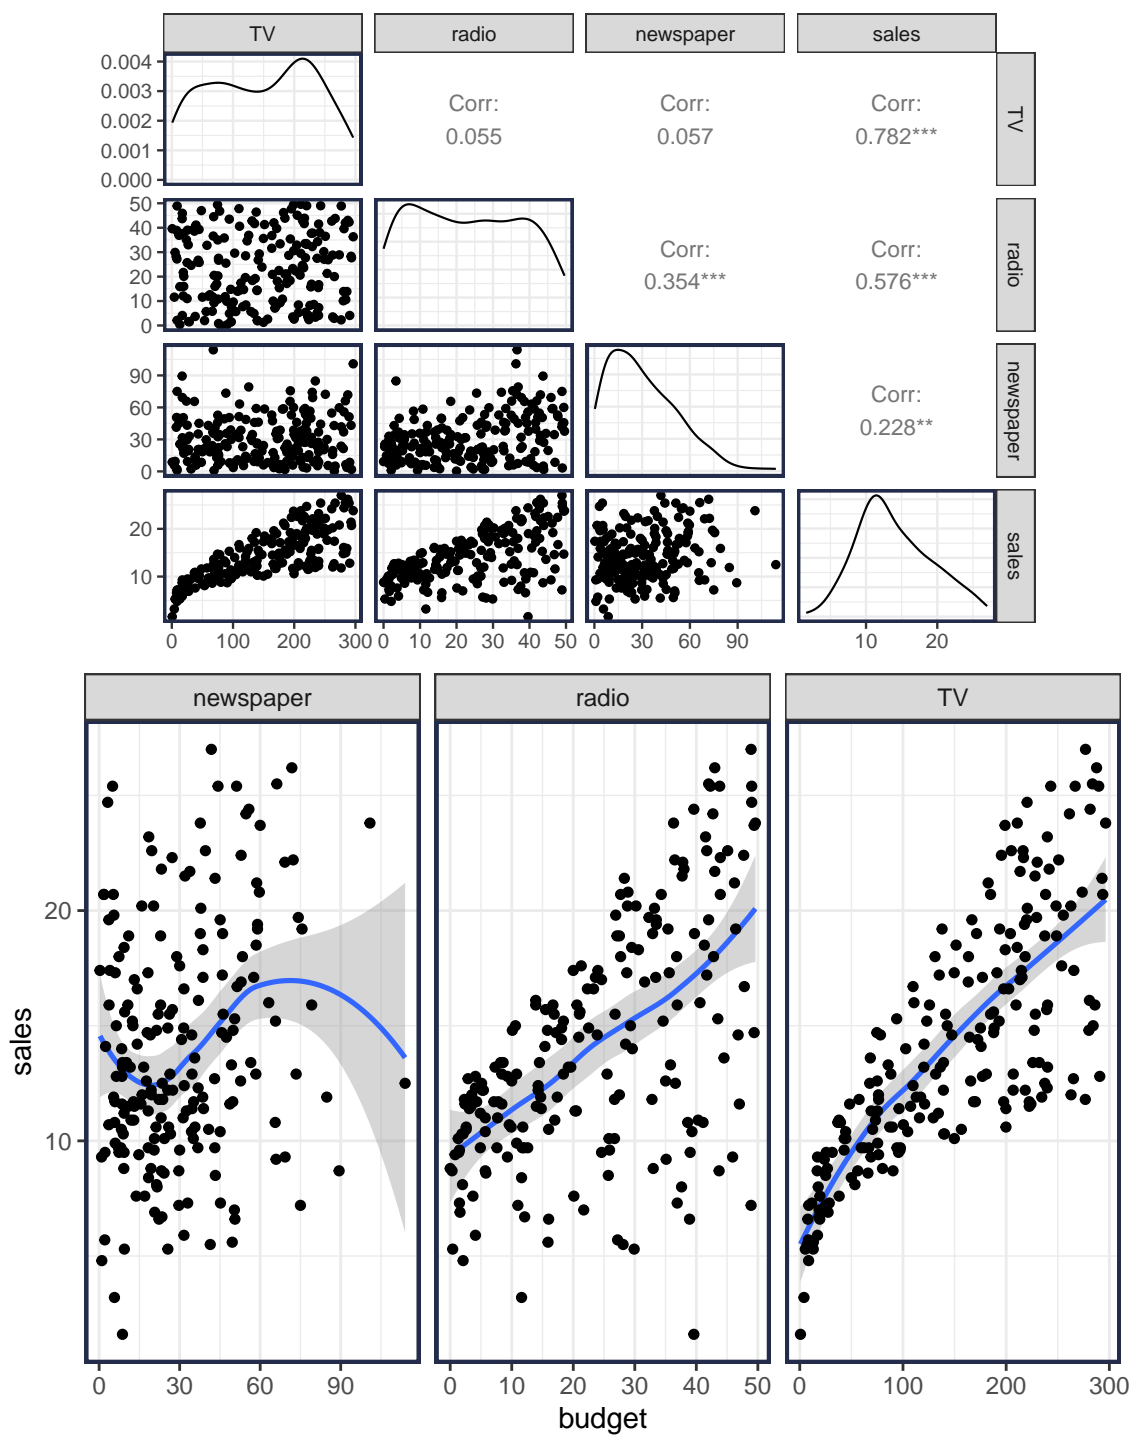 TV radio newspaper sales
0.004
0.003
0.002
0.001
0.000
Corr:
0.055
Corr:
0.057
Corr:
0.782***
TV
50
40
30
20
10
0
Corr:
0.354***
Corr:
0.576***
radio
90
60
30
0
Corr:
0.228**
newspaper
20
10
sales
0 100 200 300 0 10 20 30 40 50 0 30 60 90 10 20
newspaper radio TV
20
10
sales
0 30 60 90 0 10 20 30 40 50 0 100 200 300
budget